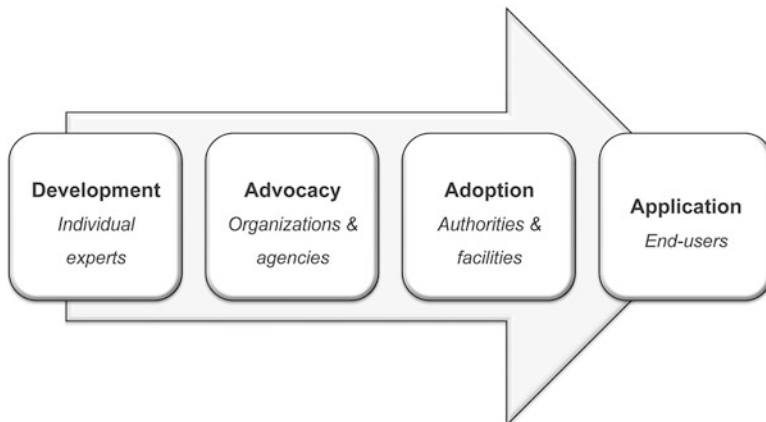 Development
Individual
experts
Advocacy
Organizations &
agencies
Adoption
Authorities &
facilities
Application
End-users